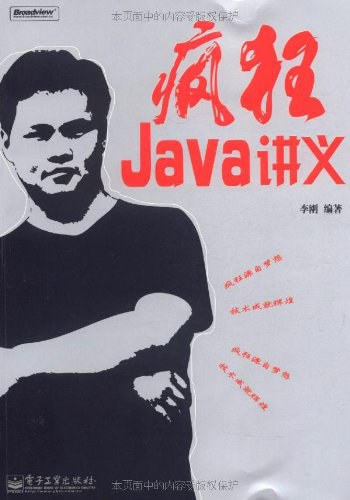 Broadview
本页面中的内容受版权保护
疯狂
Java讲义
李刚 编著
疯狂源自梦想
技术成就辉煌
疯狂源自梦想
技术成就辉煌
电子工业出版社
本页面中的内容受版权保护